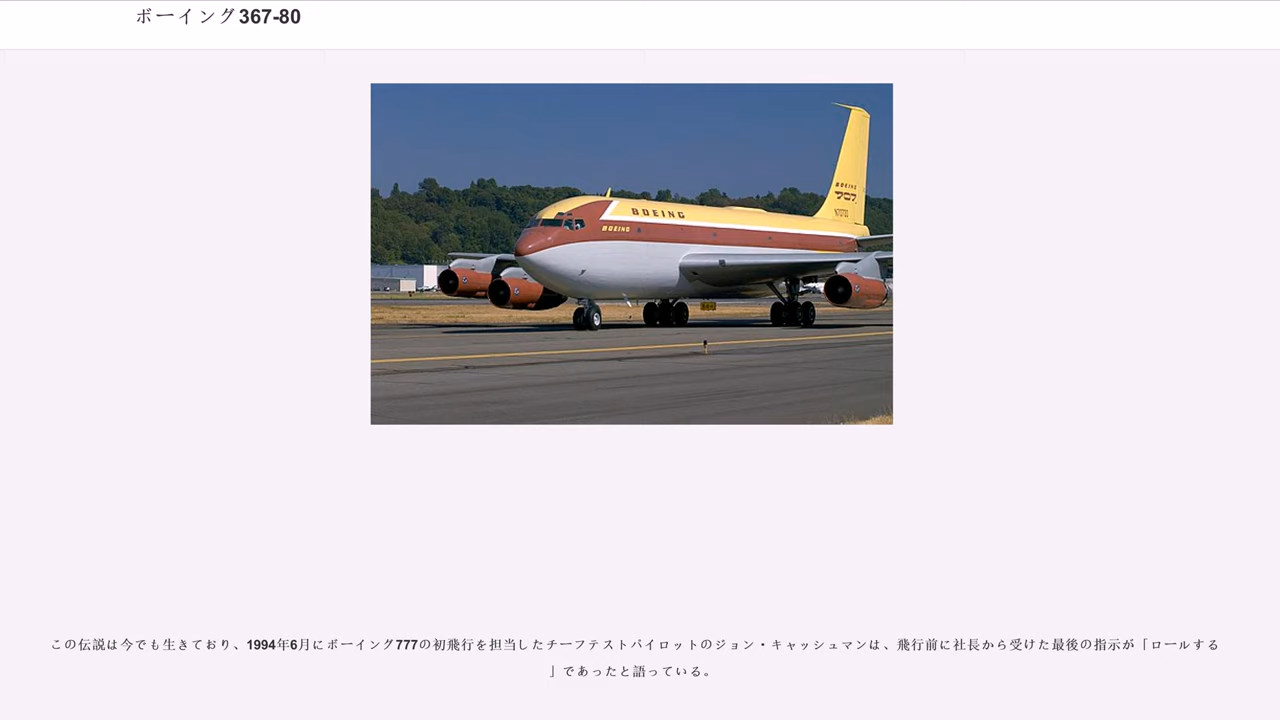 ボーイング367-80
BOEING
BOEING
BOEING
707
この伝説は今でも生きており、1994年6月にボーイング777の初飛行を担当したチーフテストパイロットのジョン・キャッシュマンは、飛行前に社長から受けた最後の指示が「ロールする
」であったと語っている。